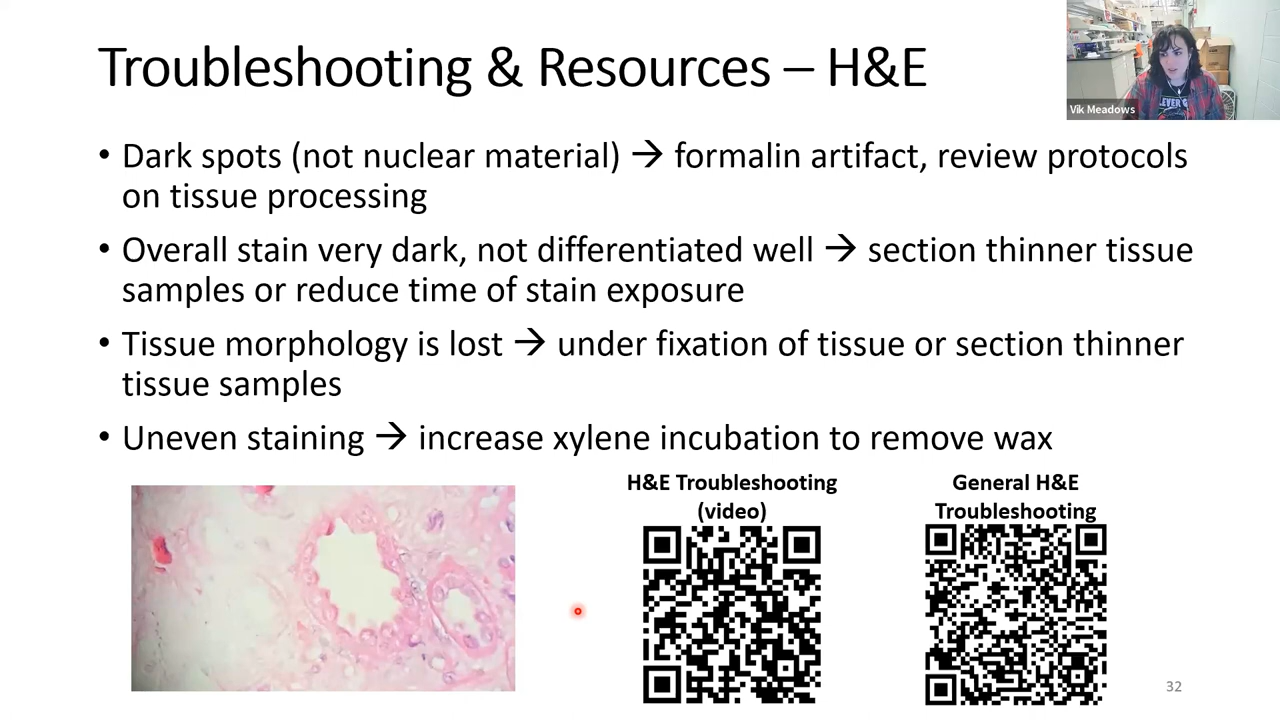 Troubleshooting & Resources – H&E
Vik Meadows
• Dark spots (not nuclear material) → formalin artifact, review protocols
on tissue processing
• Overall stain very dark, not differentiated well → section thinner tissue
samples or reduce time of stain exposure
• Tissue morphology is lost → under fixation of tissue or section thinner
tissue samples
• Uneven staining → increase xylene incubation to remove wax
H&E Troubleshooting
(video)
General H&E
Troubleshooting
32